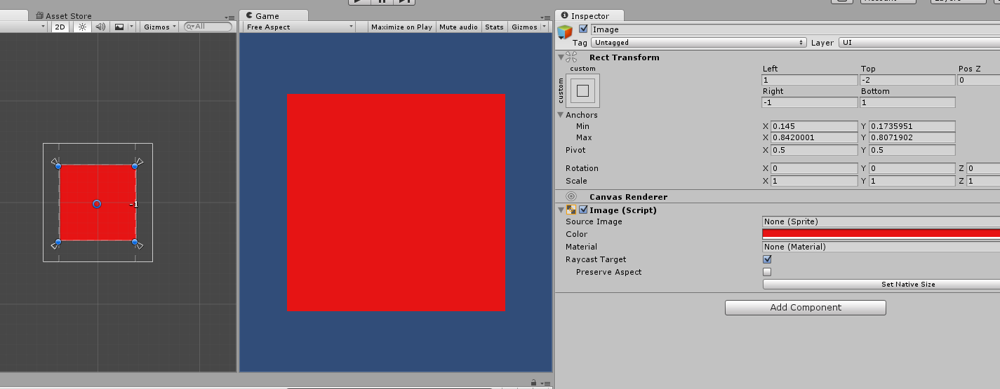 Account
Layers
Asset Store
Game
Inspector
2D
Gizmos
All
Free Aspect
Maximize on Play
Mute audio
Stats
Gizmos
Image
Tag
Untagged
Layer
UI
Rect Transform
custom
custom
Left
Top
Pos Z
1
-2
0
Right
Bottom
-1
1
Anchors
Min
X 0.145
Y 0.1735951
Max
X 0.8420001
Y 0.8071902
Pivot
X 0.5
Y 0.5
Rotation
X 0
Y 0
Z 0
Scale
X 1
Y 1
Z 1
-1
Canvas Renderer
Image (Script)
Source Image
None (Sprite)
Color
Material
None (Material)
Raycast Target
Preserve Aspect
Set Native Size
Add Component